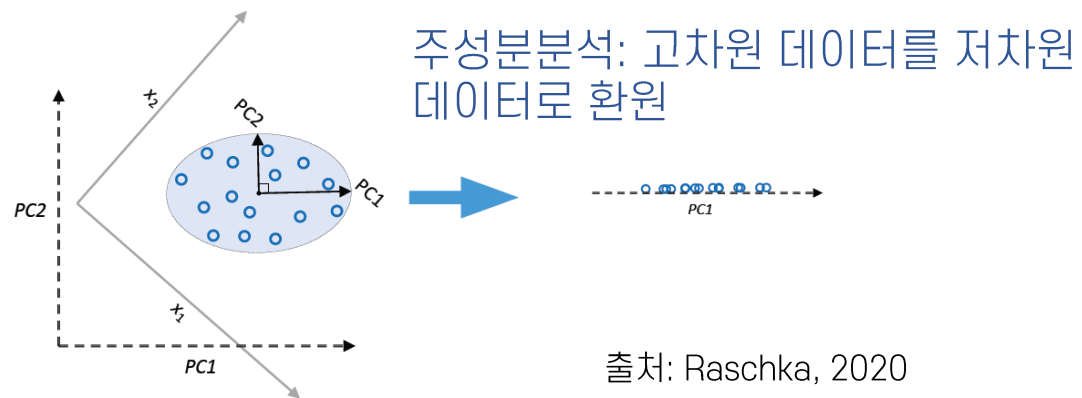 주성분분석: 고차원 데이터를 저차원
데이터로 환원
x₂
PC2
PC1
PC2
x₁
PC1
PC1
출처: Raschka, 2020